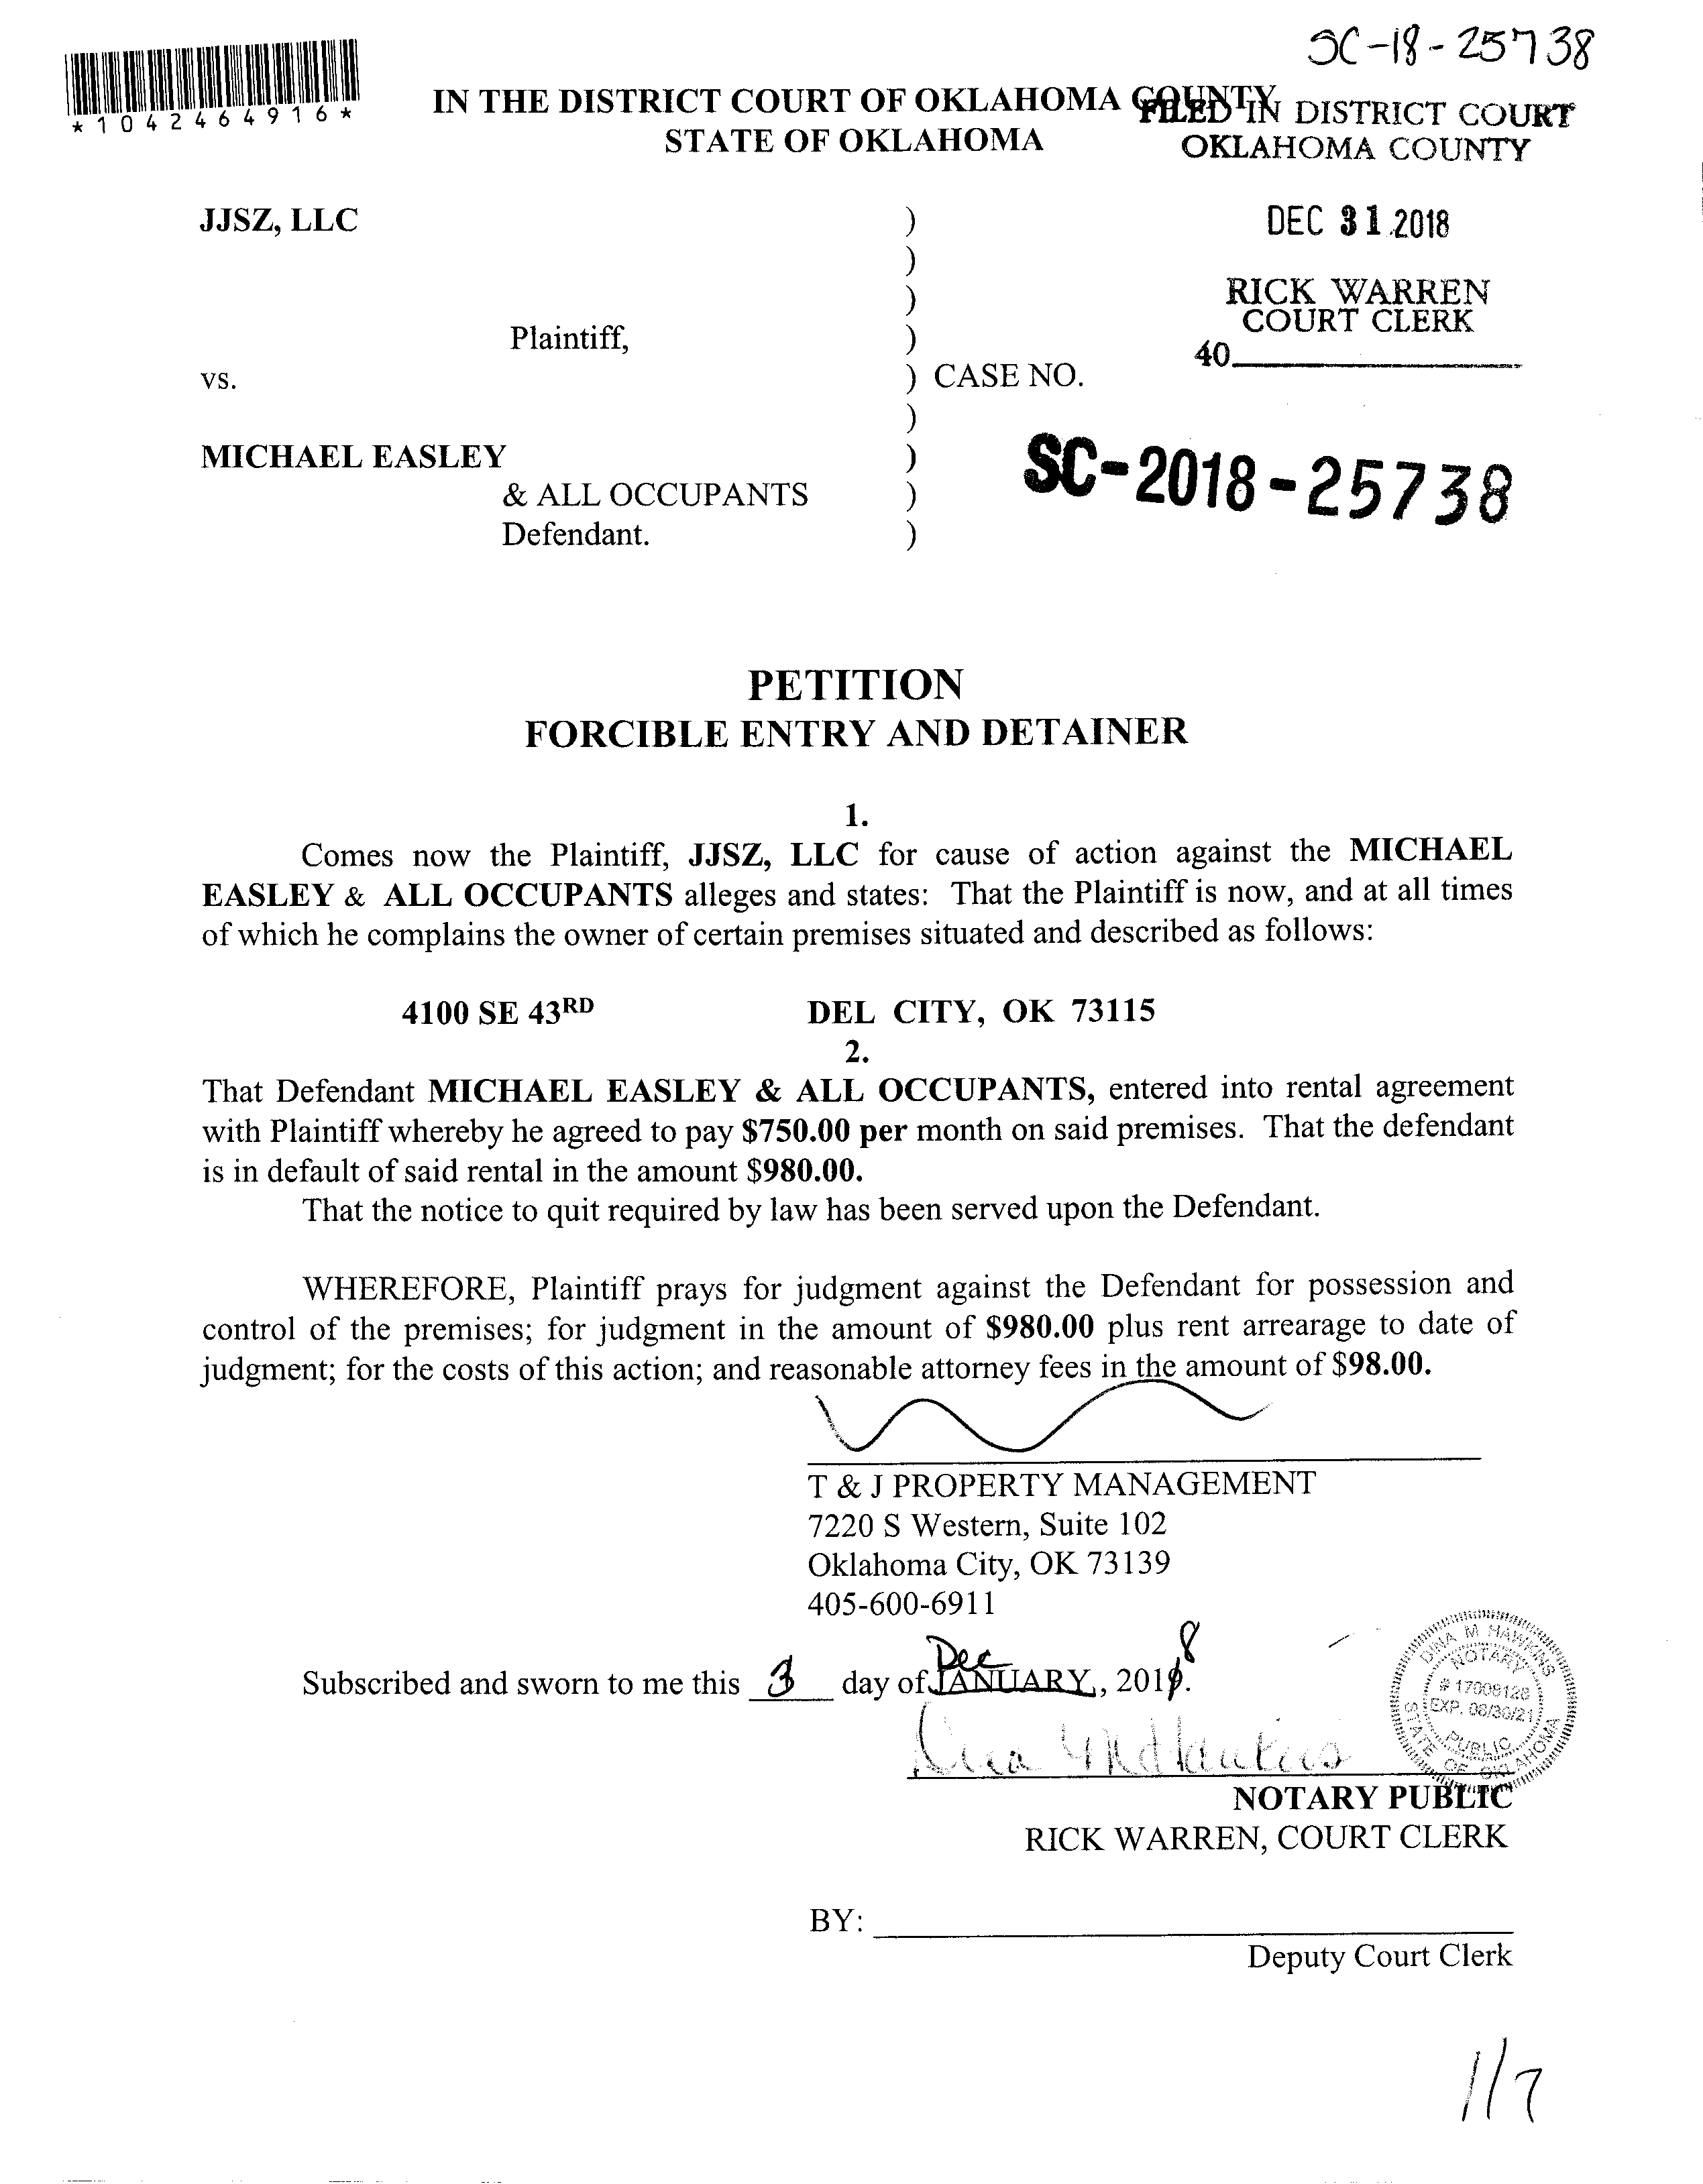 SC-18-25738
*1042464916*
IN THE DISTRICT COURT OF OKLAHOMA COUNTY
STATE OF OKLAHOMA
FILED IN DISTRICT COURT
OKLAHOMA COUNTY
JJSZ, LLC )
DEC 31 2018
)
)
RICK WARREN
COURT CLERK
Plaintiff, )
40
vs. ) CASE NO.
)
MICHAEL EASLEY )
SC-2018-25738
& ALL OCCUPANTS )
Defendant. )
PETITION
FORCIBLE ENTRY AND DETAINER
1.
Comes now the Plaintiff, JJSZ, LLC for cause of action against the MICHAEL
EASLEY & ALL OCCUPANTS alleges and states: That the Plaintiff is now, and at all times
of which he complains the owner of certain premises situated and described as follows:
4100 SE 43RD DEL CITY, OK 73115
2.
That Defendant MICHAEL EASLEY & ALL OCCUPANTS, entered into rental agreement
with Plaintiff whereby he agreed to pay $750.00 per month on said premises. That the defendant
is in default of said rental in the amount $980.00.
That the notice to quit required by law has been served upon the Defendant.
WHEREFORE, Plaintiff prays for judgment against the Defendant for possession and
control of the premises; for judgment in the amount of $980.00 plus rent arrearage to date of
judgment; for the costs of this action; and reasonable attorney fees in the amount of $98.00.
T & J PROPERTY MANAGEMENT
7220 S Western, Suite 102
Oklahoma City, OK 73139
405-600-6911
Dec 8
Subscribed and sworn to me this 3 day of JANUARY, 201
DINA M HAWKINS
NOTARY
# 17008128
EXP. 08/30/21
PUBLIC
STATE OF OKLAHOMA
NOTARY PUBLIC
RICK WARREN, COURT CLERK
BY:
Deputy Court Clerk
1/7